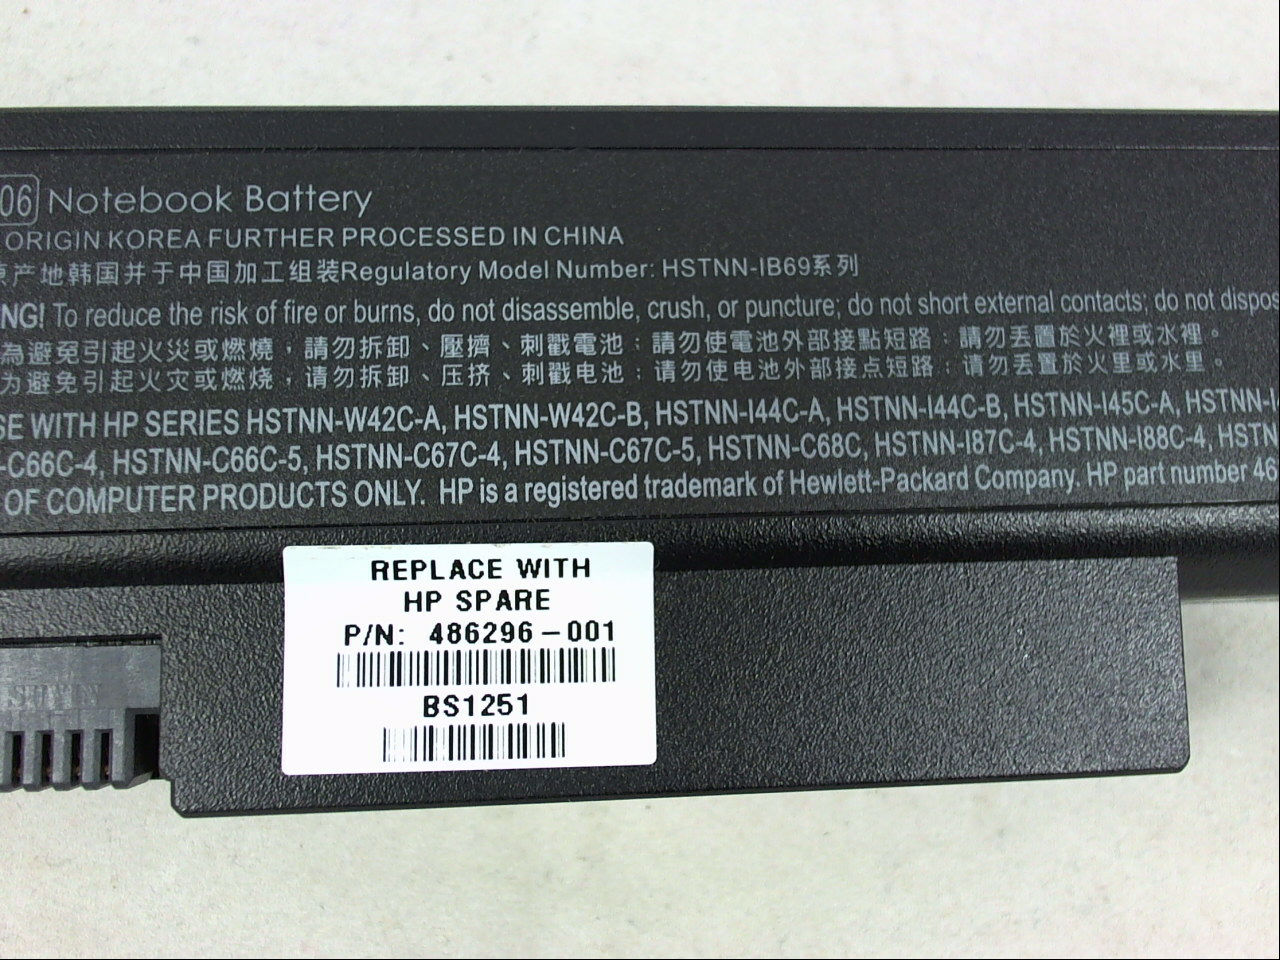 06 Notebook Battery
ORIGIN KOREA FURTHER PROCESSED IN CHINA
产地韩国并于中国加工组装Regulatory Model Number: HSTNN-IB69系列
NG! To reduce the risk of fire or burns, do not disassemble, crush, or puncture; do not short external contacts; do not dispos
為避免引起火災或燃燒，請勿拆卸、壓擠、刺戳電池；請勿使電池外部接點短路；請勿丟置於火裡或水裡。
为避免引起火灾或燃烧，请勿拆卸、压挤、刺戳电池；请勿使电池外部接点短路；请勿丟置於火里或水里。
SE WITH HP SERIES HSTNN-W42C-A, HSTNN-W42C-B, HSTNN-I44C-A, HSTNN-I44C-B, HSTNN-I45C-A, HSTNN-I
-C66C-4, HSTNN-C66C-5, HSTNN-C67C-4, HSTNN-C67C-5, HSTNN-C68C, HSTNN-I87C-4, HSTNN-I88C-4, HSTN
OF COMPUTER PRODUCTS ONLY. HP is a registered trademark of Hewlett-Packard Company. HP part number 46
REPLACE WITH
HP SPARE
P/N: 486296-001
BS1251